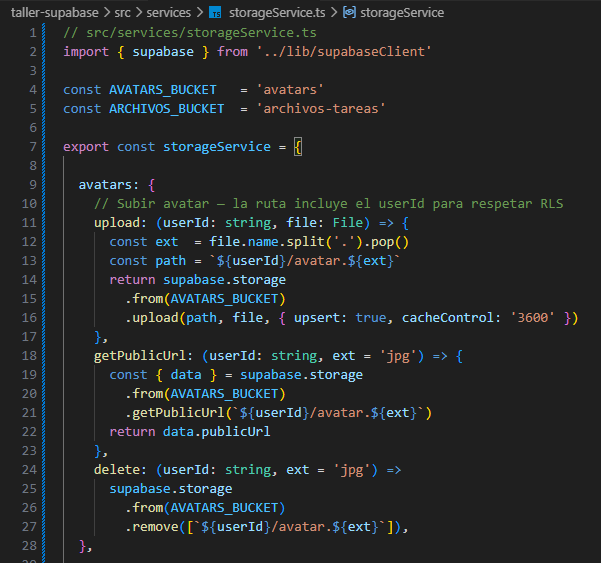 taller-supabase > src > services > TS storageService.ts > storageService
1 // src/services/storageService.ts
2 import { supabase } from '../lib/supabaseClient'
3
4 const AVATARS_BUCKET   = 'avatars'
5 const ARCHIVOS_BUCKET  = 'archivos-tareas'
6
7 export const storageService = {
8
9   avatars: {
10     // Subir avatar — la ruta incluye el userId para respetar RLS
11     upload: (userId: string, file: File) => {
12       const ext  = file.name.split('.').pop()
13       const path = `${userId}/avatar.${ext}`
14       return supabase.storage
15         .from(AVATARS_BUCKET)
16         .upload(path, file, { upsert: true, cacheControl: '3600' })
17     },
18     getPublicUrl: (userId: string, ext = 'jpg') => {
19       const { data } = supabase.storage
20         .from(AVATARS_BUCKET)
21         .getPublicUrl(`${userId}/avatar.${ext}`)
22       return data.publicUrl
23     },
24     delete: (userId: string, ext = 'jpg') =>
25       supabase.storage
26         .from(AVATARS_BUCKET)
27         .remove([`${userId}/avatar.${ext}`]),
28   },